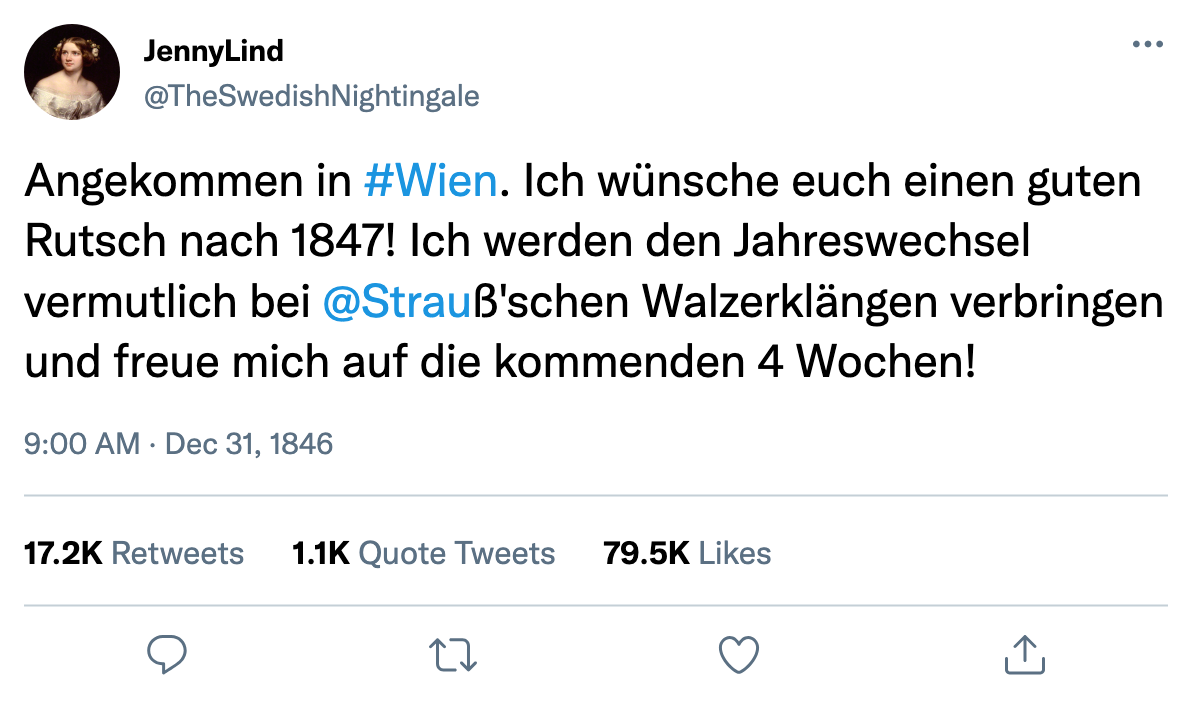 JennyLind
@TheSwedishNightingale
Angekommen in #Wien. Ich wünsche euch einen guten
Rutsch nach 1847! Ich werden den Jahreswechsel
vermutlich bei @Strauß'schen Walzerklängen verbringen
und freue mich auf die kommenden 4 Wochen!
9:00 AM · Dec 31, 1846
17.2K Retweets 1.1K Quote Tweets 79.5K Likes